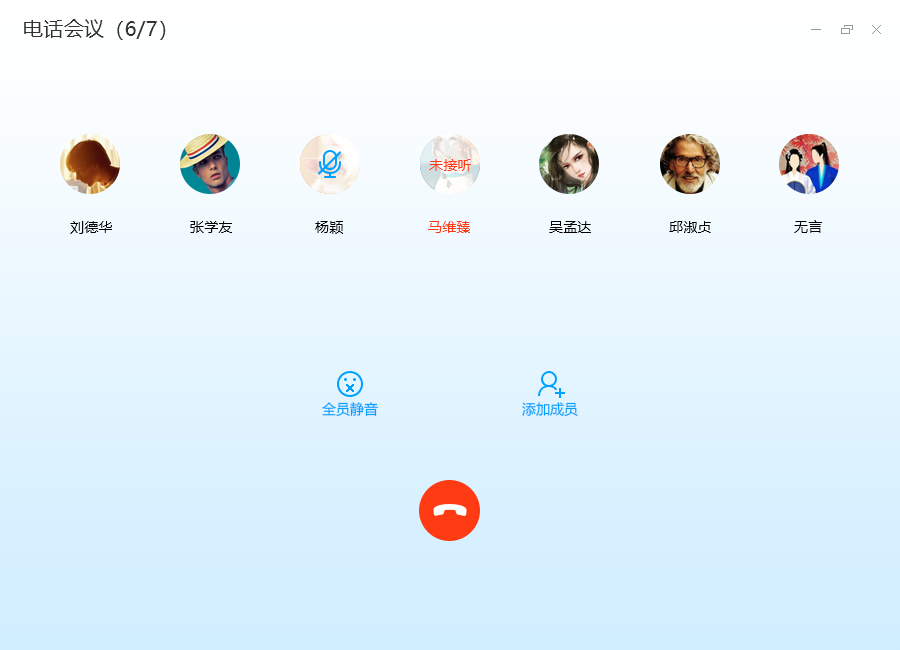 电话会议（6/7）
未接听
刘德华 张学友 杨颖 马维臻 吴孟达 邱淑贞 无言
全员静音 添加成员